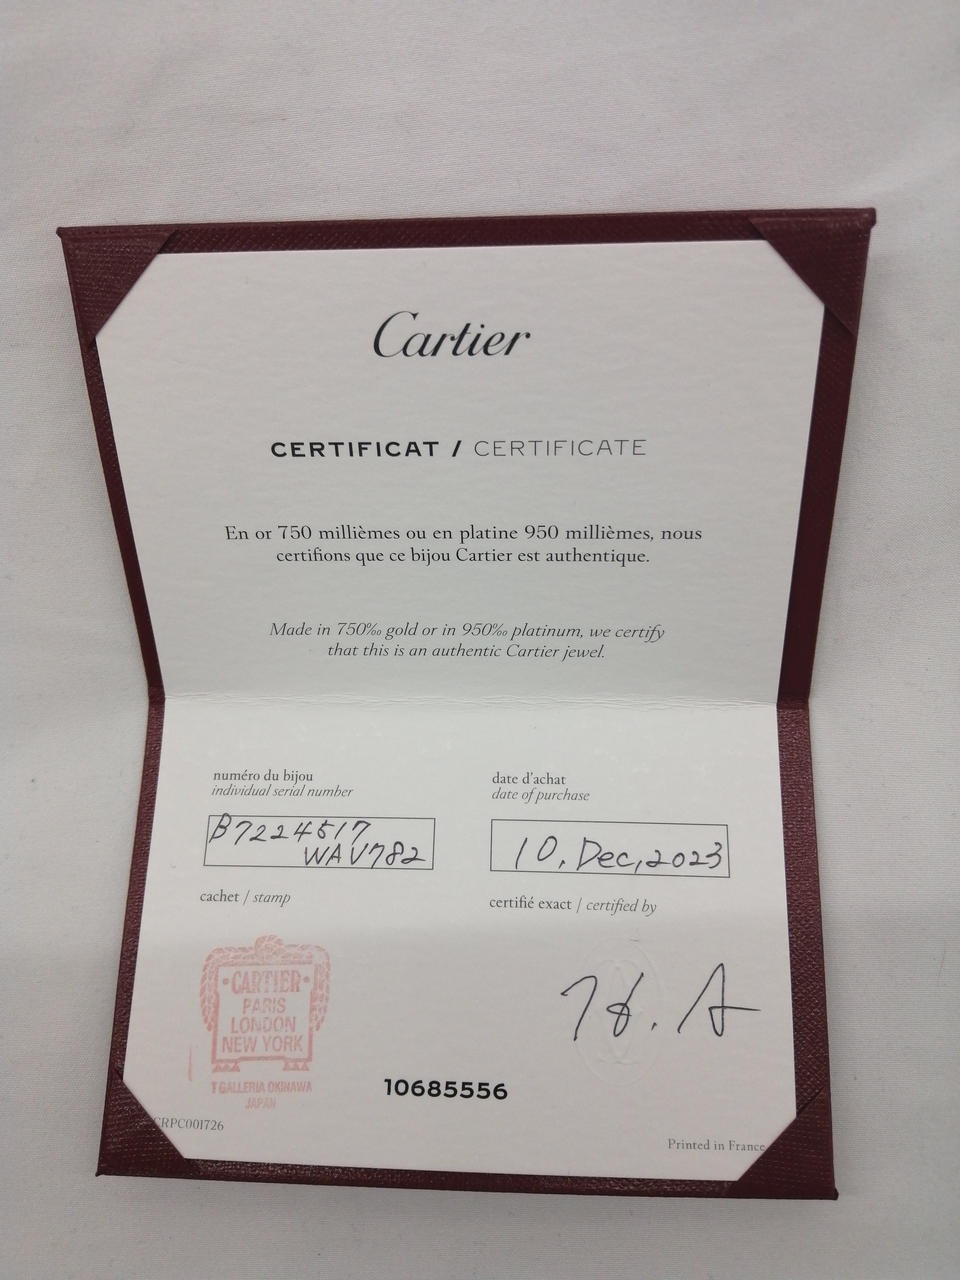 Cartier
CERTIFICAT / CERTIFICATE
En or 750 millièmes ou en platine 950 millièmes, nous
certifions que ce bijou Cartier est authentique.
Made in 750‰ gold or in 950‰ platinum, we certify
that this is an authentic Cartier jewel.
numéro du bijou
individual serial number
B7224517
WAV782
date d'achat
date of purchase
10, Dec, 2023
cachet / stamp
certifié exact / certified by
CARTIER
PARIS
LONDON
NEW YORK
T GALLERIA OKINAWA
JAPAN
10685556
CRPC001726
Printed in France